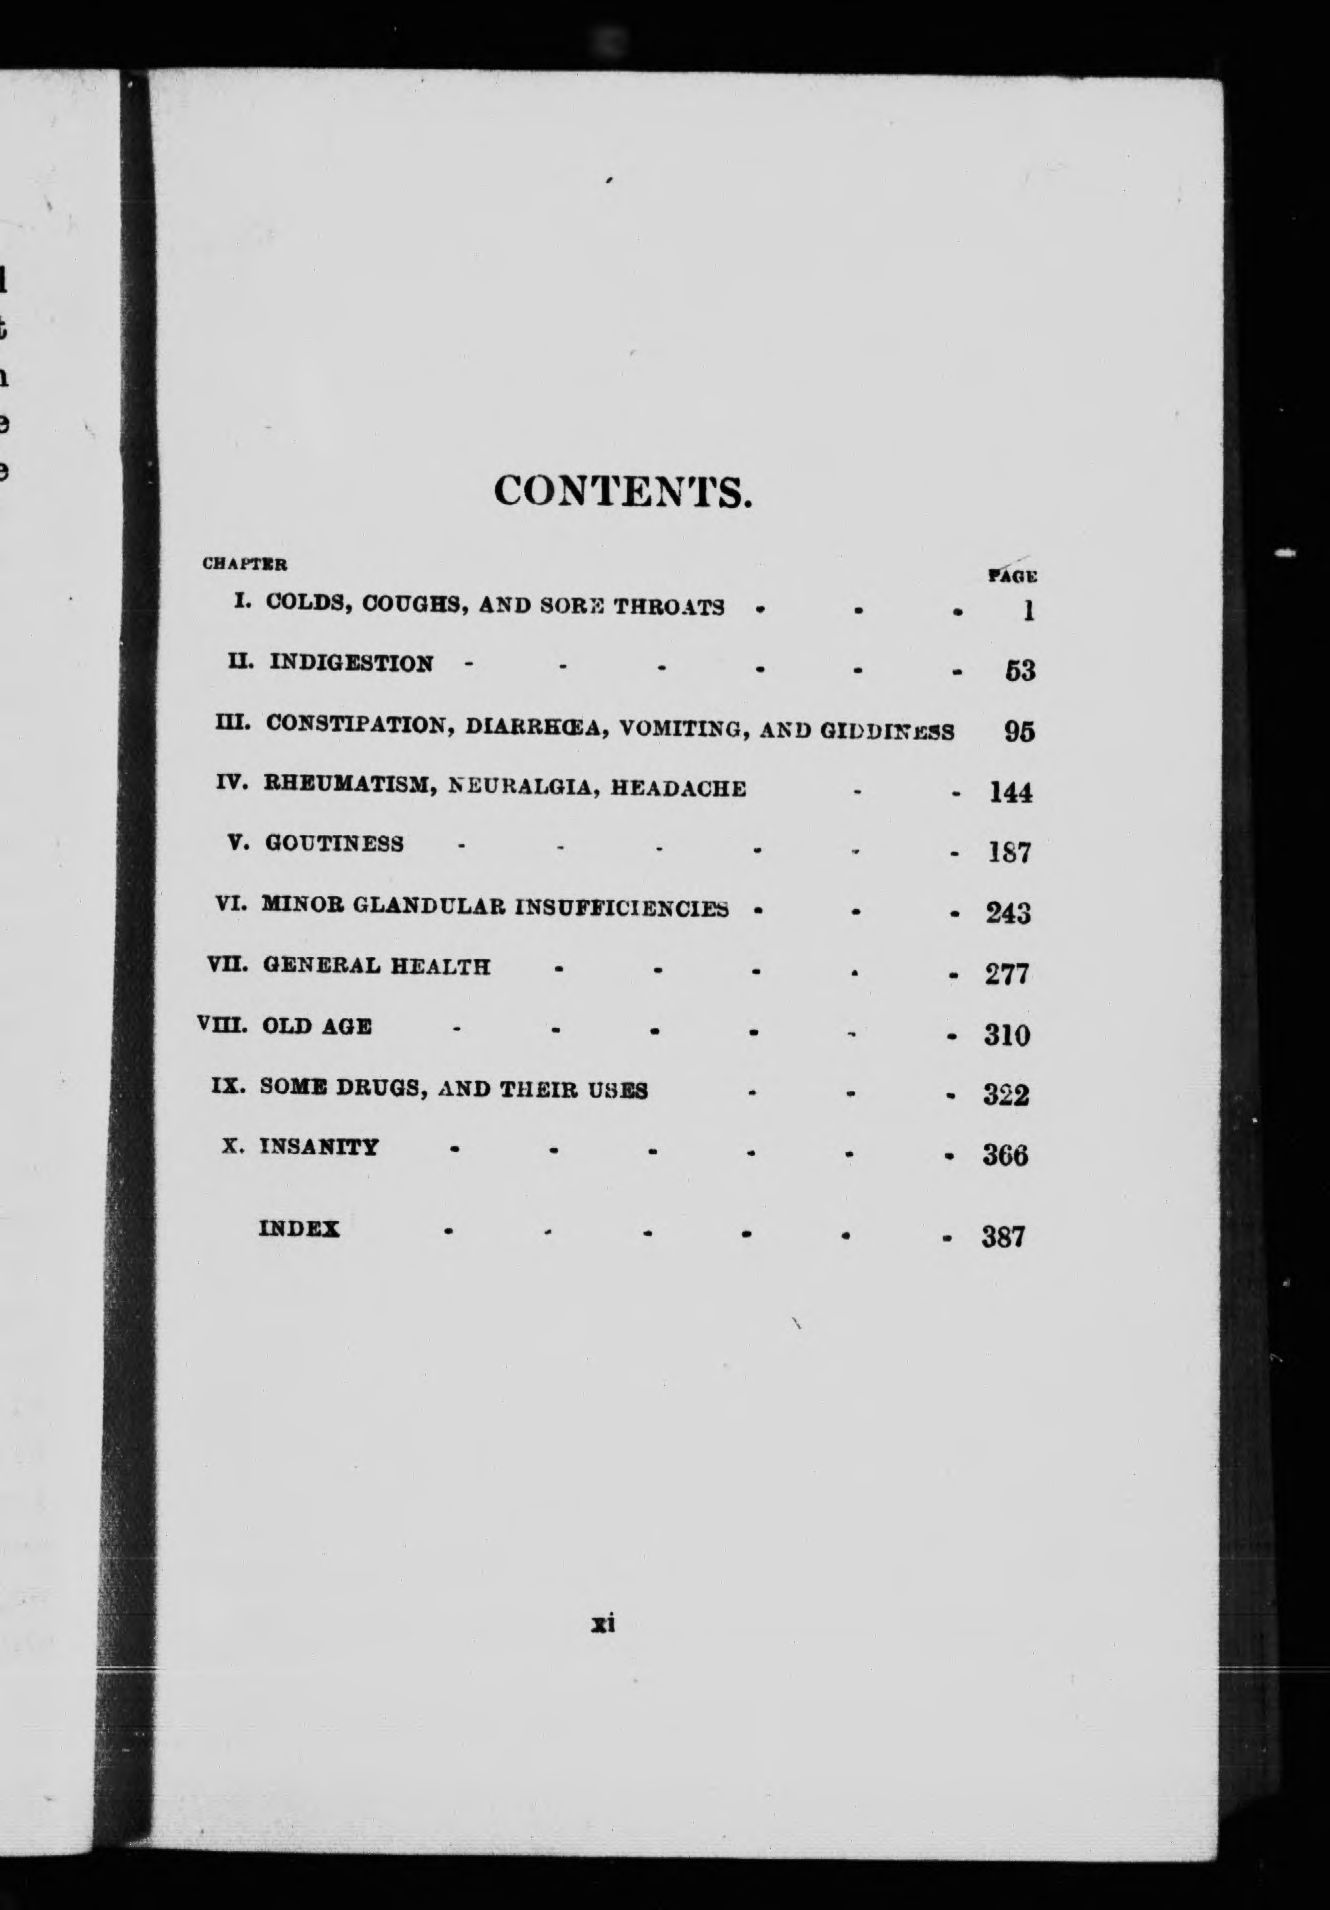 CONTENTS.
CHAPTER PAGE
I. COLDS, COUGHS, AND SORE THROATS - - - 1
II. INDIGESTION - - - - - - 53
III. CONSTIPATION, DIARRHŒA, VOMITING, AND GIDDINESS 95
IV. RHEUMATISM, NEURALGIA, HEADACHE - - 144
V. GOUTINESS - - - - - - 187
VI. MINOR GLANDULAR INSUFFICIENCIES - - - 243
VII. GENERAL HEALTH - - - - - 277
VIII. OLD AGE - - - - - - 310
IX. SOME DRUGS, AND THEIR USES - - - 322
X. INSANITY - - - - - - 366
INDEX - - - - - - 387
xi